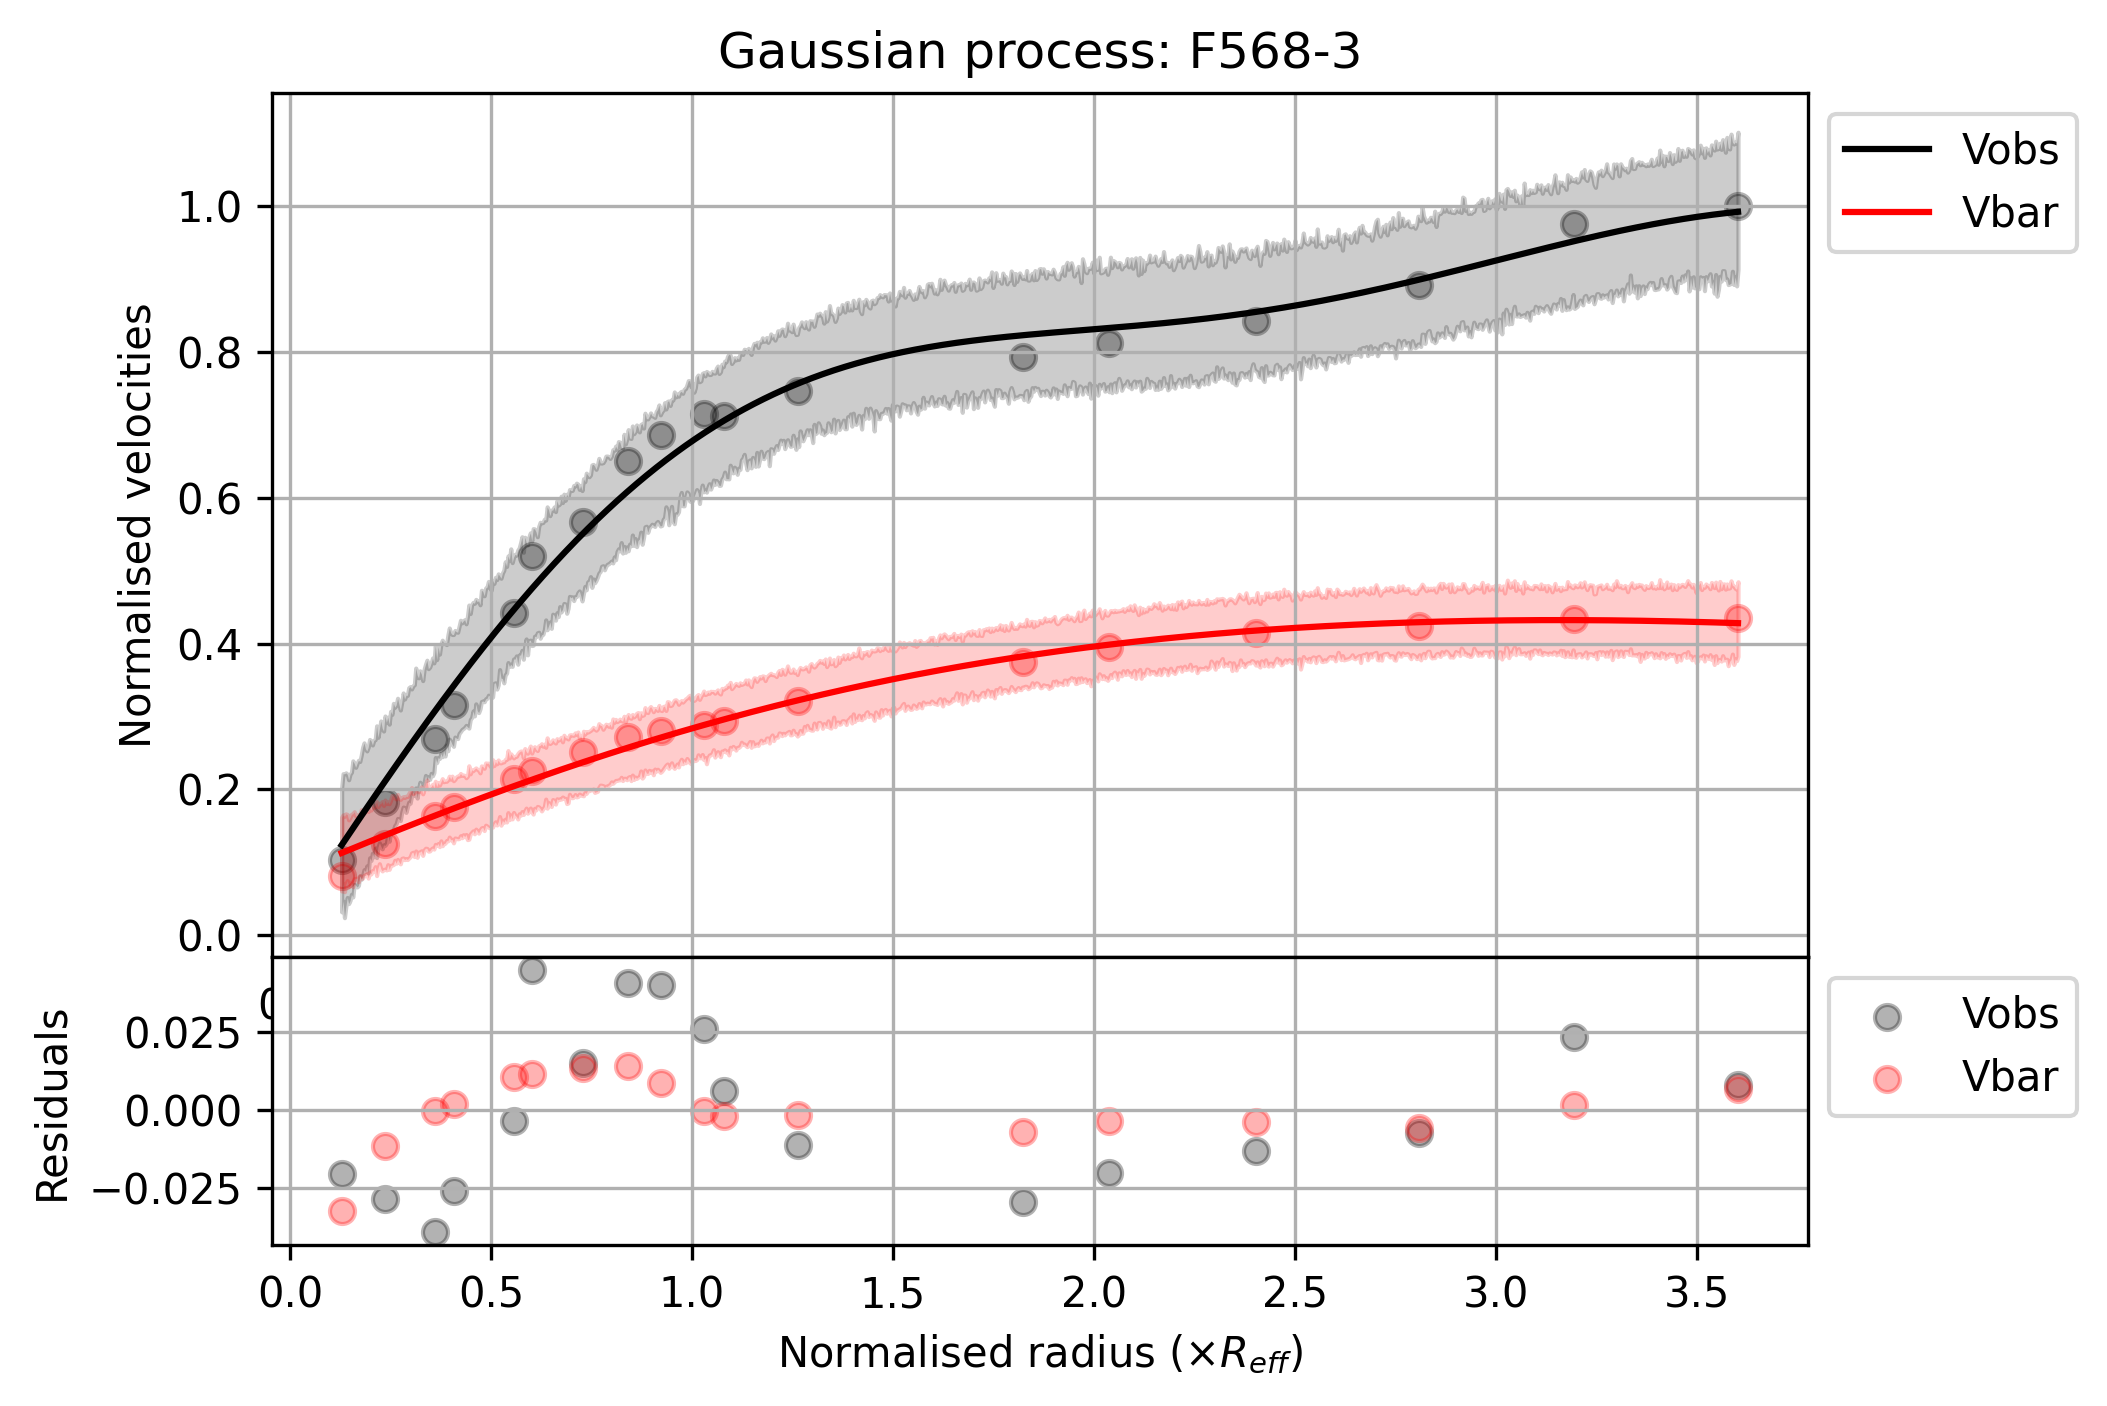 Gaussian process: F568-3
Normalised velocities
1.0
0.8
0.6
0.4
0.2
0.0
Vobs
Vbar
Residuals
0.025
0.000
−0.025
Vobs
Vbar
0.0 0.5 1.0 1.5 2.0 2.5 3.0 3.5
Normalised radius (×Reff)